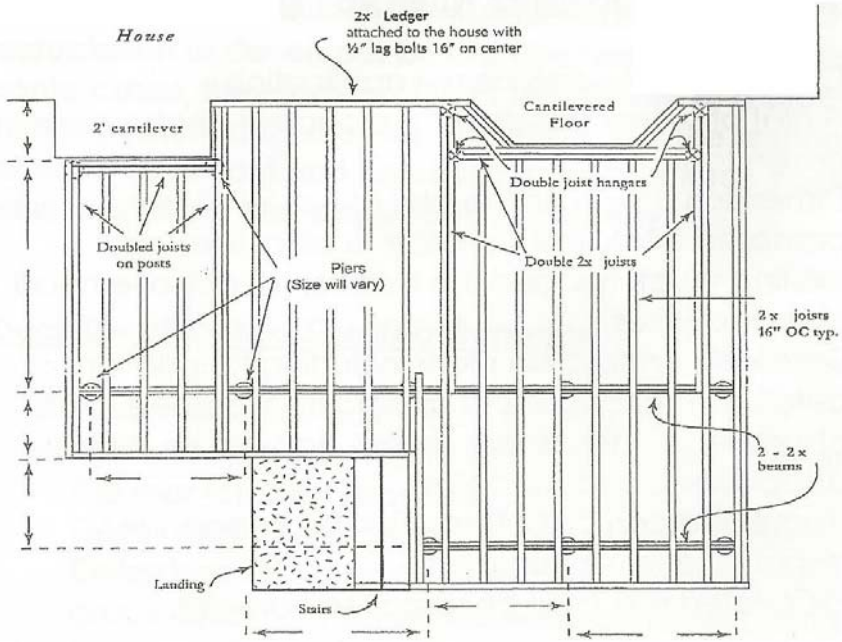 House
2x Ledger
attached to the house with
½" lag bolts 16" on center
2' cantilever
Cantilevered
Floor
Double joist hangars
Doubled joists
on posts
Piers
(Size will vary)
Double 2x joists
2 x joists
16" OC typ.
2 - 2x
beams
Landing
Stairs